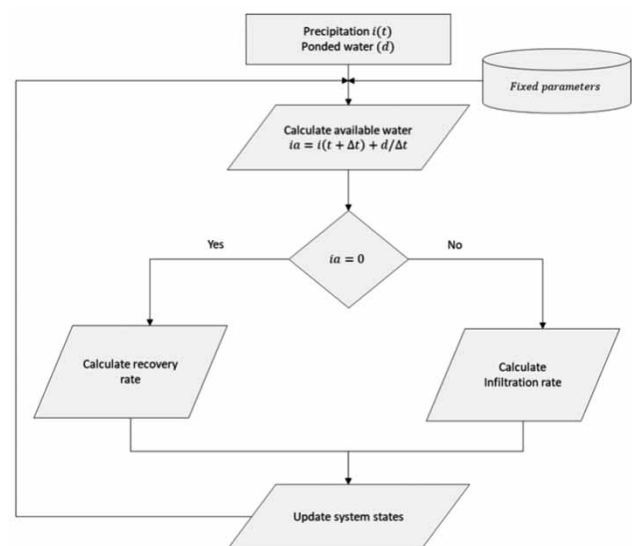 Precipitation i(t)
Ponded water (d)
Fixed parameters
Calculate available water
ia = i(t + Δt) + d/Δt
Yes
ia = 0
No
Calculate recovery
rate
Calculate
Infiltration rate
Update system states